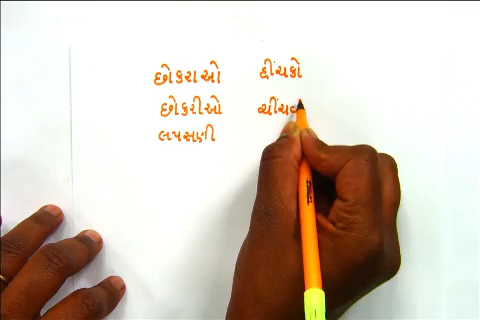 છોકરાઓ હીંચકો
છોકરીઓ ચીંચવ
લપસણી